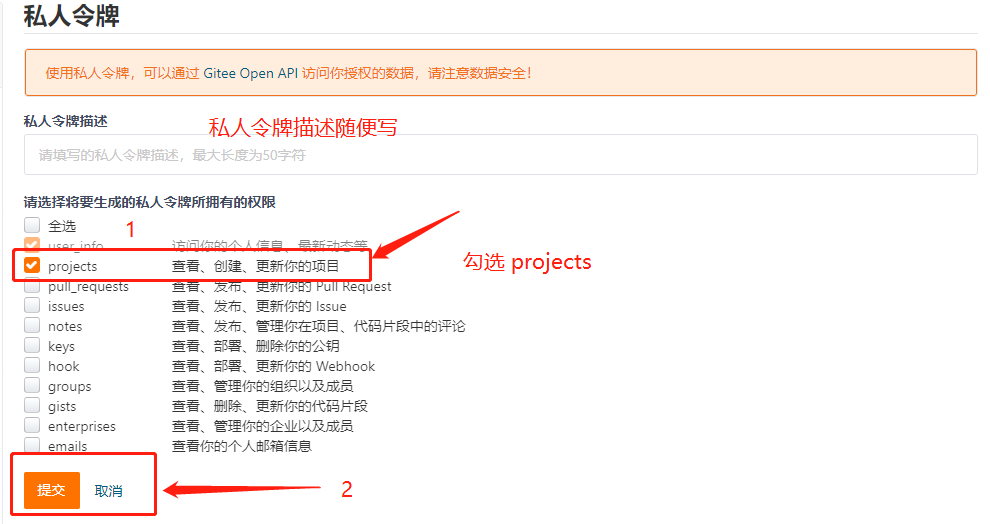 私人令牌
使用私人令牌，可以通过 Gitee Open API 访问你授权的数据，请注意数据安全！
私人令牌描述
私人令牌描述随便写
请填写的私人令牌描述，最大长度为50字符
请选择将要生成的私人令牌所拥有的权限
全选
1
user_info 访问你的个人信息、最新动态等
projects 查看、创建、更新你的项目
勾选 projects
pull_requests 查看、发布、更新你的 Pull Request
issues 查看、发布、更新你的 Issue
notes 查看、发布、管理你在项目、代码片段中的评论
keys 查看、部署、删除你的公钥
hook 查看、部署、更新你的 Webhook
groups 查看、管理你的组织以及成员
gists 查看、删除、更新你的代码片段
enterprises 查看、管理你的企业以及成员
emails 查看你的个人邮箱信息
提交 取消
2